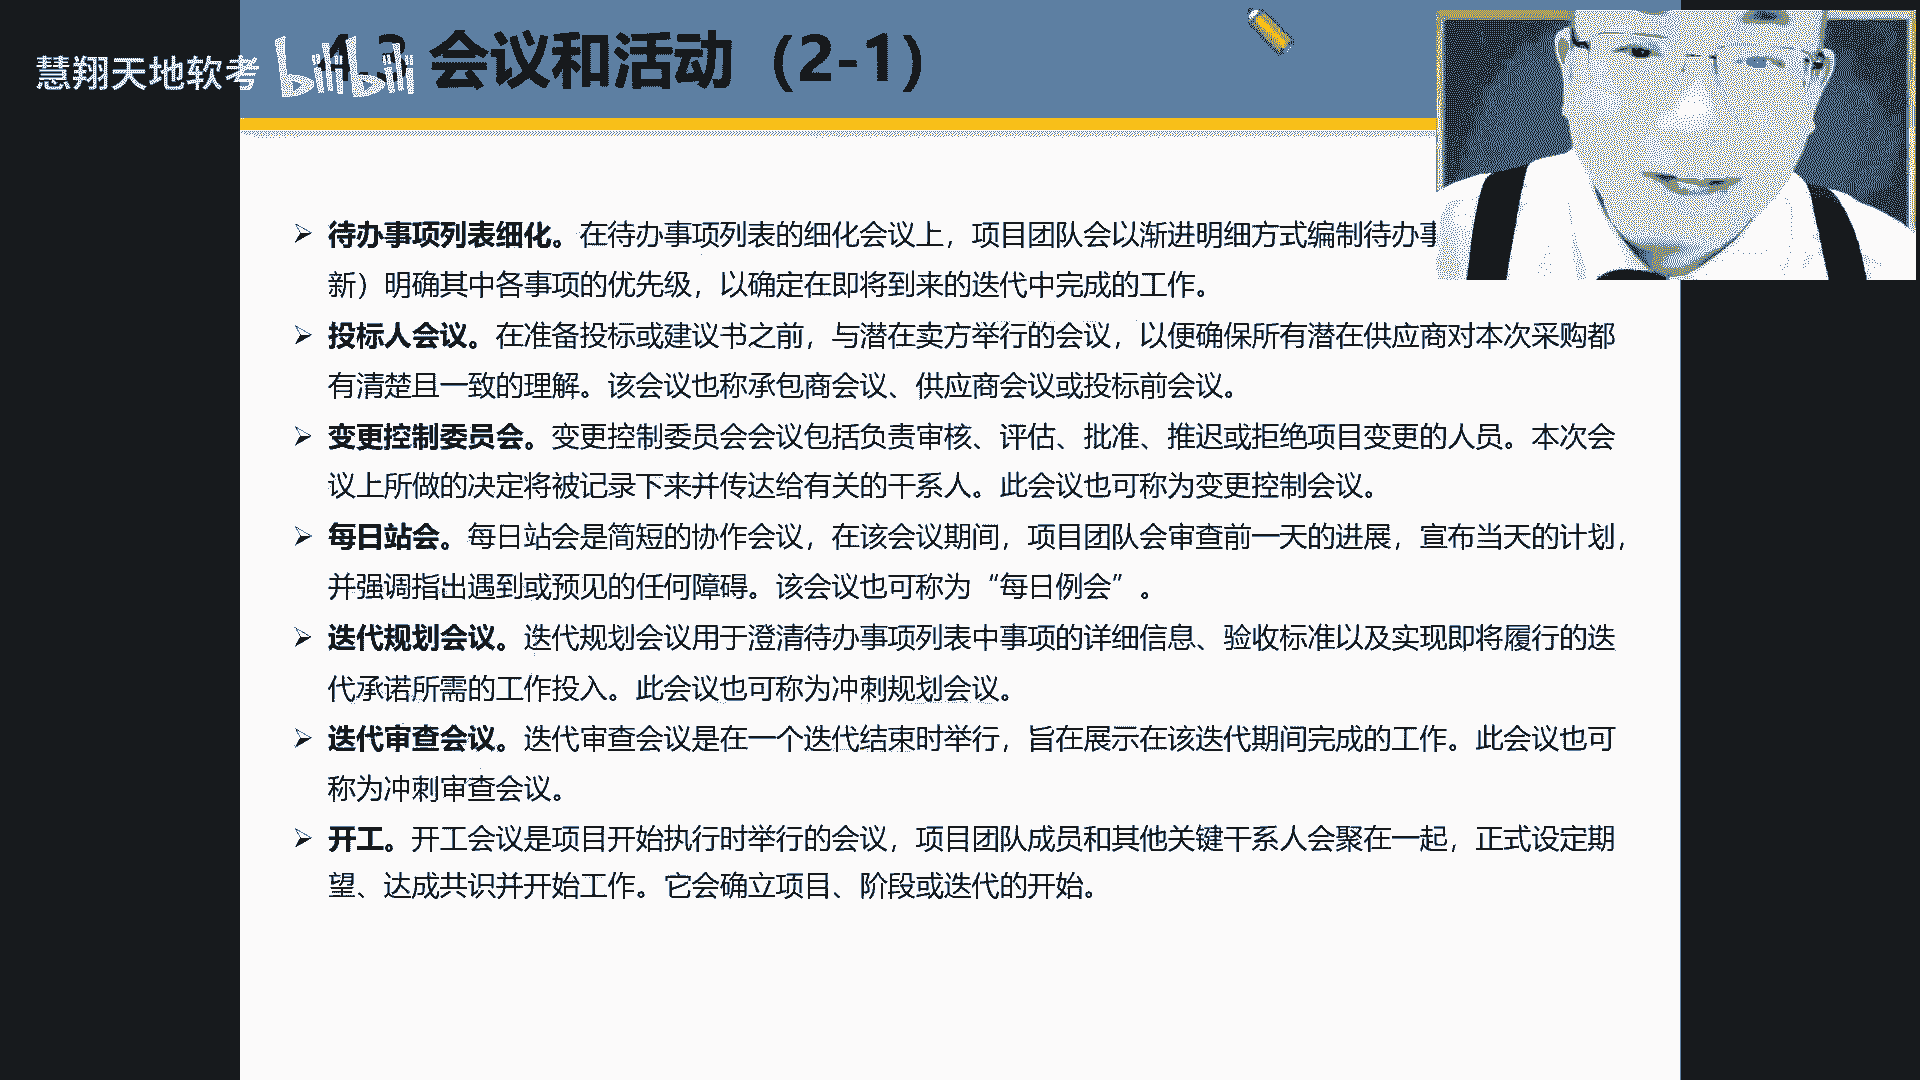 慧翔天地软考
bilibili
会议和活动（2-1）
➢ 待办事项列表细化。在待办事项列表的细化会议上，项目团队会以渐进明细方式编制待办
新）明确其中各事项的优先级，以确定在即将到来的迭代中完成的工作。
➢ 投标人会议。在准备投标或建议书之前，与潜在卖方举行的会议，以便确保所有潜在供应商对本次采购都
有清楚且一致的理解。该会议也称承包商会议、供应商会议或投标前会议。
➢ 变更控制委员会。变更控制委员会会议包括负责审核、评估、批准、推迟或拒绝项目变更的人员。本次会
议上所做的决定将被记录下来并传达给有关的干系人。此会议也可称为变更控制会议。
➢ 每日站会。每日站会是简短的协作会议，在该会议期间，项目团队会审查前一天的进展，宣布当天的计划，
并强调指出遇到或预见的任何障碍。该会议也可称为“每日例会”。
➢ 迭代规划会议。迭代规划会议用于澄清待办事项列表中事项的详细信息、验收标准以及实现即将履行的迭
代承诺所需的工作投入。此会议也可称为冲刺规划会议。
➢ 迭代审查会议。迭代审查会议是在一个迭代结束时举行，旨在展示在该迭代期间完成的工作。此会议也可
称为冲刺审查会议。
➢ 开工。开工会议是项目开始执行时举行的会议，项目团队成员和其他关键干系人会聚在一起，正式设定期
望、达成共识并开始工作。它会确立项目、阶段或迭代的开始。